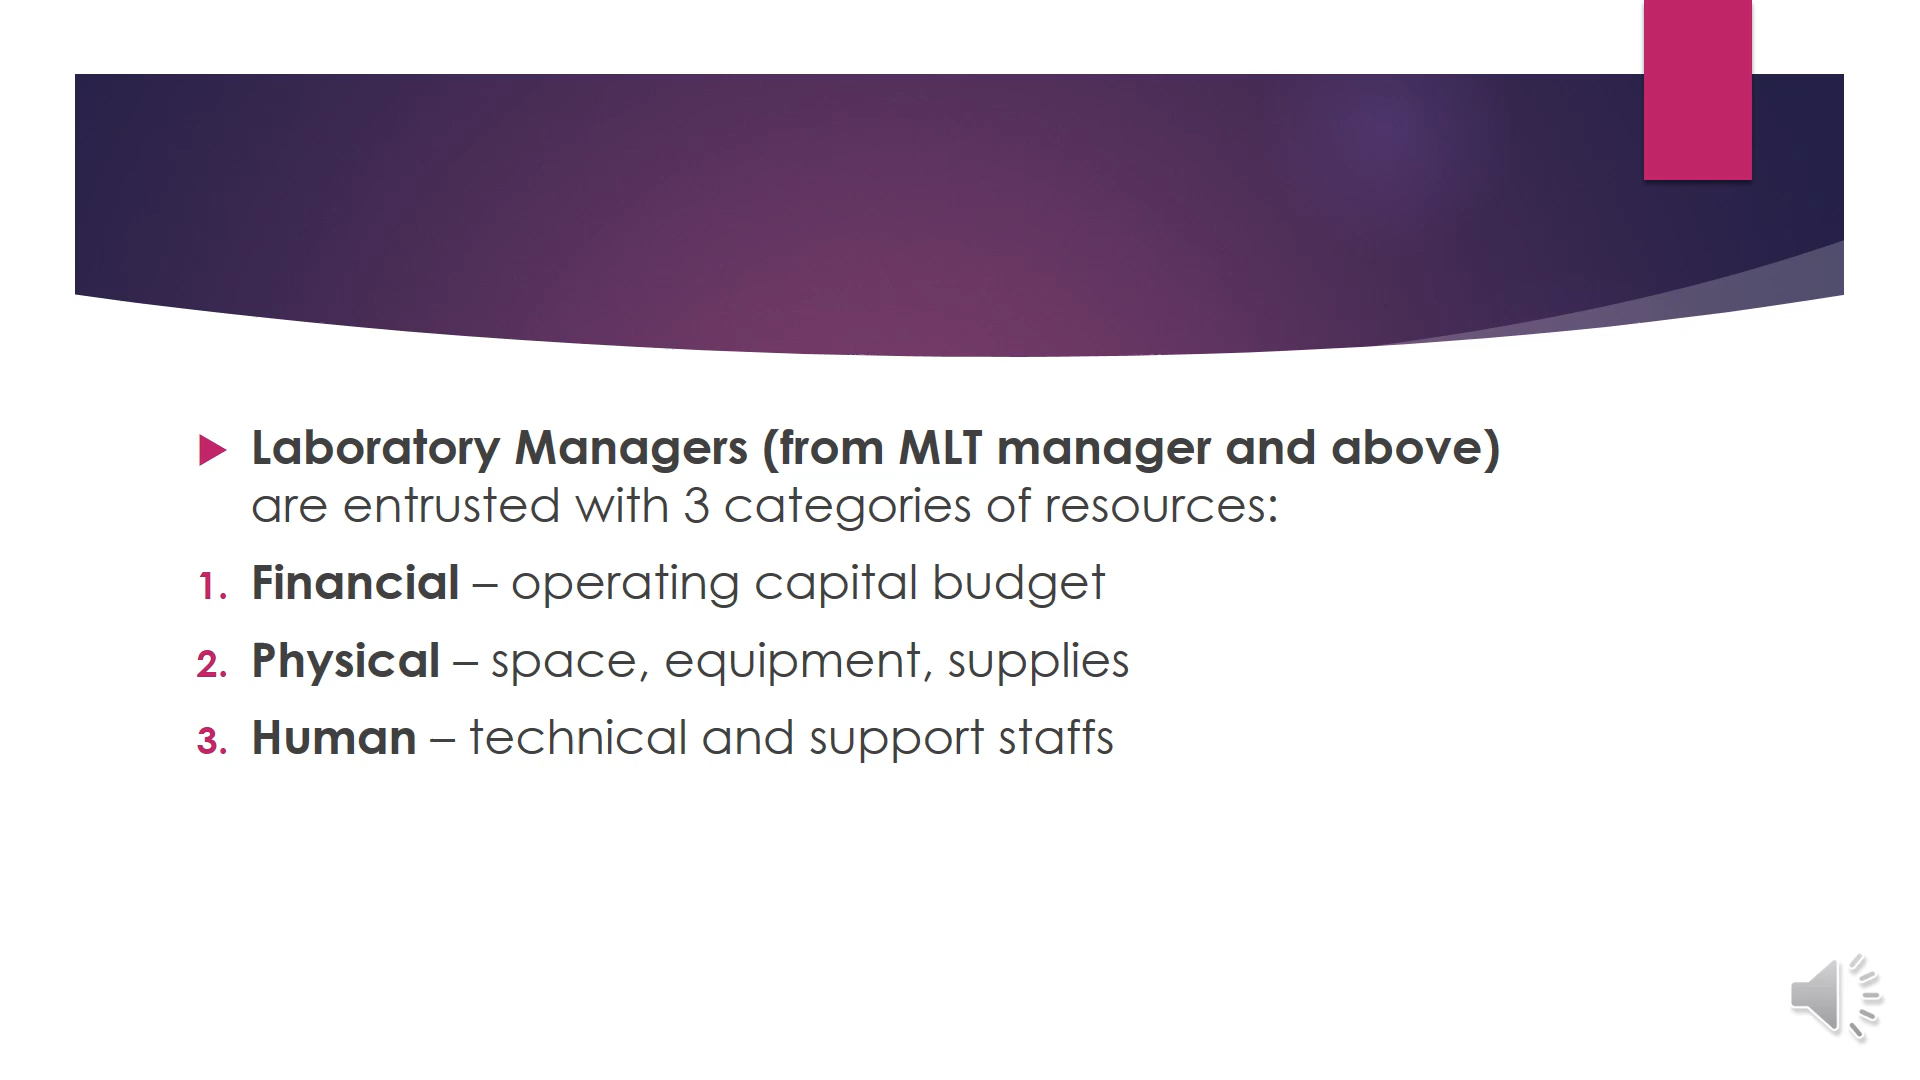 Laboratory Managers (from MLT manager and above)
are entrusted with 3 categories of resources:
1. Financial – operating capital budget
2. Physical – space, equipment, supplies
3. Human – technical and support staffs